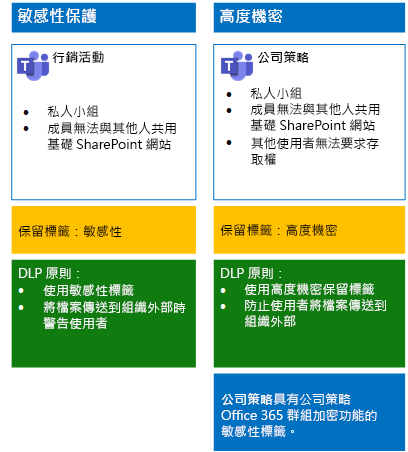 敏感性保護
行銷活動
• 私人小組
• 成員無法與其他人共用
基礎 SharePoint 網站
保留標籤：敏感性
DLP 原則：
• 使用敏感性標籤
• 將檔案傳送到組織外部時
警告使用者
高度機密
公司策略
• 私人小組
• 成員無法與其他人共用
基礎 SharePoint 網站
• 其他使用者無法要求存
取權
保留標籤：高度機密
DLP 原則：
• 使用高度機密保留標籤
• 防止使用者將檔案傳送到
組織外部
公司策略具有公司策略
Office 365 群組加密功能的
敏感性標籤。